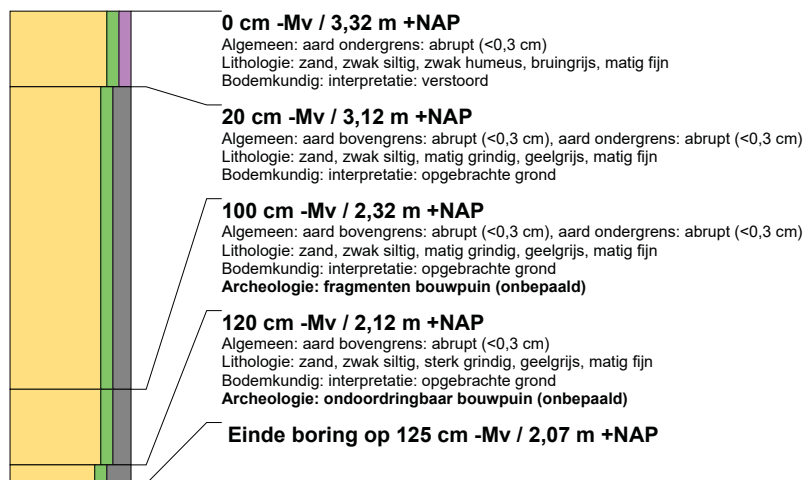 0 cm -Mv / 3,32 m +NAP
Algemeen: aard ondergrens: abrupt (<0,3 cm)
Lithologie: zand, zwak siltig, zwak humeus, bruingrijs, matig fijn
Bodemkundig: interpretatie: verstoord
20 cm -Mv / 3,12 m +NAP
Algemeen: aard bovengrens: abrupt (<0,3 cm), aard ondergrens: abrupt (<0,3 cm)
Lithologie: zand, zwak siltig, matig grindig, geelgrijs, matig fijn
Bodemkundig: interpretatie: opgebrachte grond
100 cm -Mv / 2,32 m +NAP
Algemeen: aard bovengrens: abrupt (<0,3 cm), aard ondergrens: abrupt (<0,3 cm)
Lithologie: zand, zwak siltig, matig grindig, geelgrijs, matig fijn
Bodemkundig: interpretatie: opgebrachte grond
Archeologie: fragmenten bouwpuin (onbepaald)
120 cm -Mv / 2,12 m +NAP
Algemeen: aard bovengrens: abrupt (<0,3 cm)
Lithologie: zand, zwak siltig, sterk grindig, geelgrijs, matig fijn
Bodemkundig: interpretatie: opgebrachte grond
Archeologie: ondoordringbaar bouwpuin (onbepaald)
Einde boring op 125 cm -Mv / 2,07 m +NAP